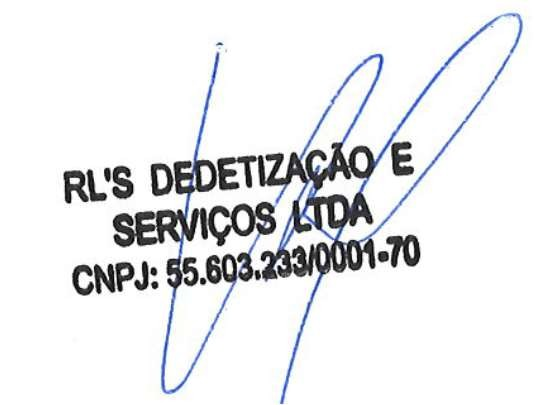 RL'S DEDETIZAÇÃO E
SERVIÇOS LTDA
CNPJ: 55.603.233/0001-70